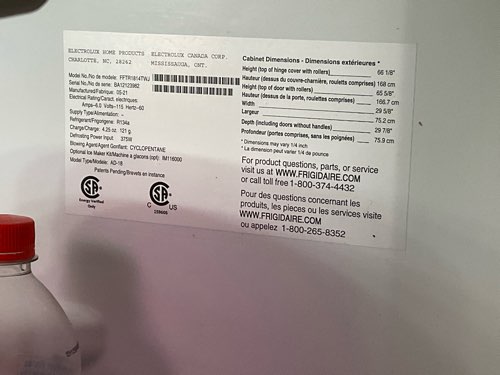 ELECTROLUX HOME PRODUCTS ELECTROLUX CANADA CORP.
CHARLOTTE, NC, 28262 MISSISSAUGA, ONT.
Model No./No de modele: FFTR1814TWJ
Serial No./No de serie: BA12123982
Manufactured/Fabrique: 05-21
Electrical Rating/Caract. electriques:
Amps-6.0 Volts-115 Hertz-60
Supply Type/Alimentation: -
Refrigerant/Frigorigene: R134a
Charge/Charge: 4.25 oz. 121 g.
Defrosting Power Input: 375W
Blowing Agent/Agent Gonflant: CYCLOPENTANE
Optional Ice Maker Kit/Machine a glacons (opt): IM116000
Model Type/Modele Type: AD-18
Patents Pending/Brevets en instance
SA
Energy Verified
Only
SA
C US
Cabinet Dimensions - Dimensions extérieures *
Height (top of hinge cover with rollers) 66 1/8"
Hauteur (dessus du couvre-charnière, roulettes comprises) 168 cm
Height (top of door with rollers) 65 5/8"
Hauteur (dessus de la porte, roulettes comprises) 166.7 cm
Width 29 5/8"
Largeur 75.2 cm
Depth (including doors without handles) 29 7/8"
Profondeur (portes comprises, sans les poignées) 75.9 cm
* Dimensions may vary 1/4 inch
* La dimension peut varier 1/4 de pouce
For product questions, parts, or service
visit us at WWW.FRIGIDAIRE.COM
or call toll free 1-800-374-4432
Pour des questions concernant les
produits, les pieces ou les services visite
WWW.FRIGIDAIRE.COM
ou appelez 1-800-265-8352